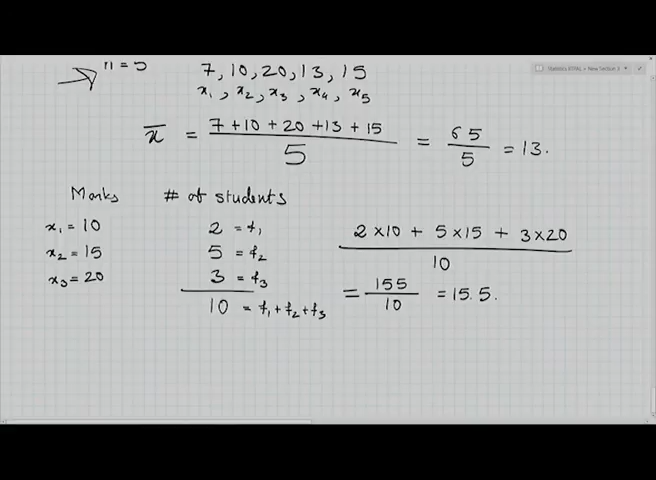 n = 5
7, 10, 20, 13, 15
x₁, x₂, x₃, x₄, x₅
x̄ = (7 + 10 + 20 + 13 + 15) / 5 = 65 / 5 = 13.
Marks # of students
x₁ = 10 2 = f₁
x₂ = 15 5 = f₂
x₃ = 20 3 = f₃
10 = f₁ + f₂ + f₃
(2 × 10 + 5 × 15 + 3 × 20) / 10
= 155 / 10 = 15.5.